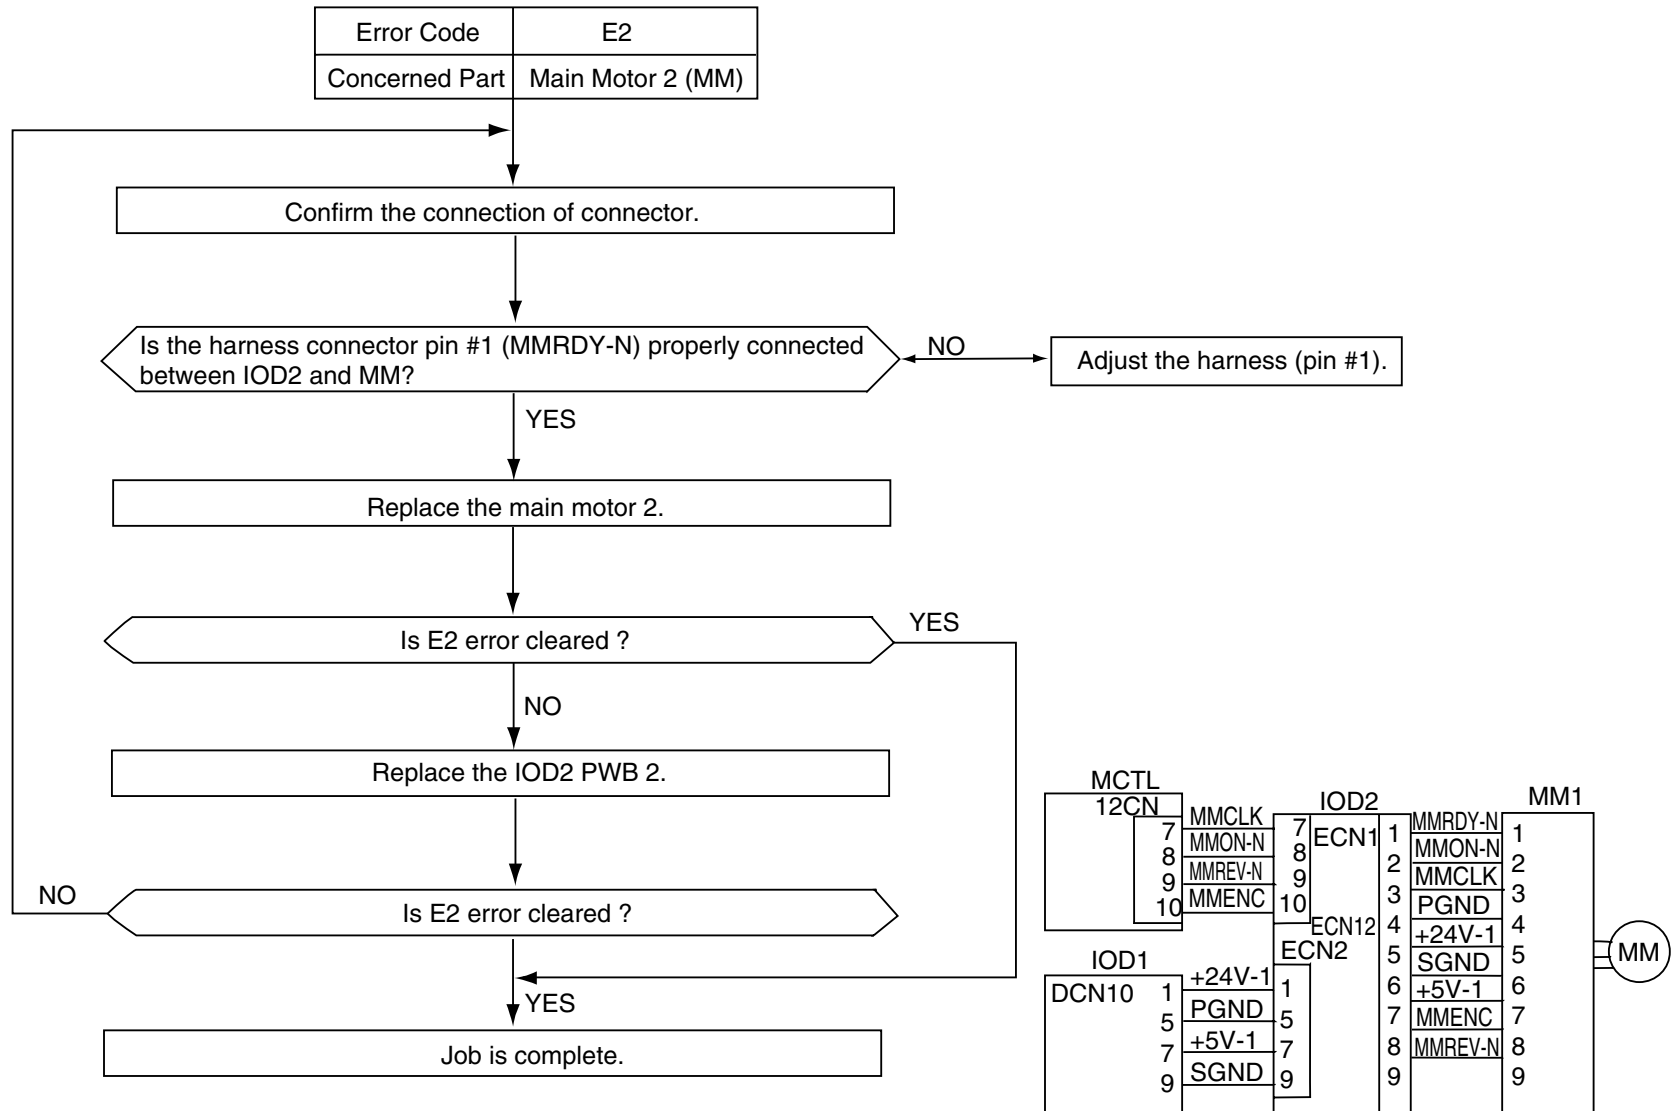 Error Code E2
Concerned Part Main Motor 2 (MM)
Confirm the connection of connector.
Is the harness connector pin #1 (MMRDY-N) properly connected
between IOD2 and MM?
NO
Adjust the harness (pin #1).
YES
Replace the main motor 2.
Is E2 error cleared ?
YES
NO
Replace the IOD2 PWB 2.
Is E2 error cleared ?
NO
YES
Job is complete.
MCTL
12CN
7 MMCLK 7
8 MMON-N 8
9 MMREV-N 9
10 MMENC 10
IOD2
ECN1
ECN12
ECN2
IOD1
DCN10
1 +24V-1 1
5 PGND 5
7 +5V-1 7
9 SGND 9
MM1
1 MMRDY-N 1
2 MMON-N 2
3 MMCLK 3
4 PGND 4
5 +24V-1 5
6 SGND 6
7 +5V-1 7
8 MMENC 8
9 MMREV-N 9
MM